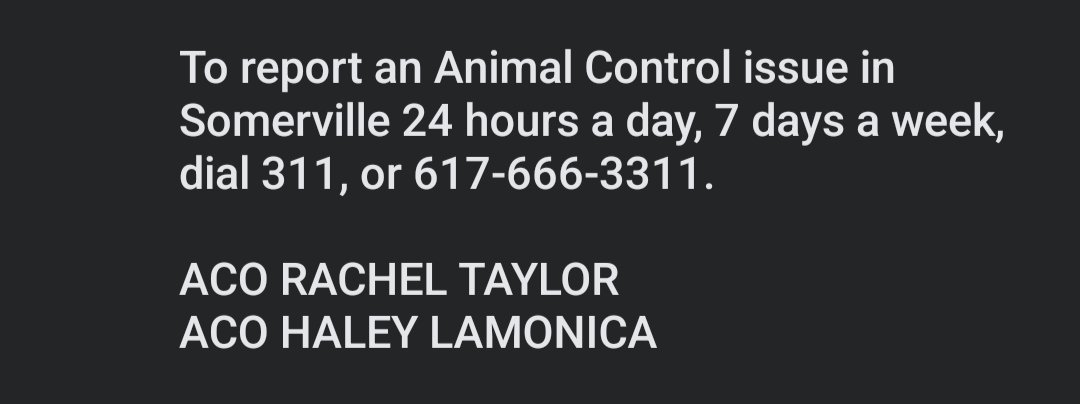 To report an Animal Control issue in
Somerville 24 hours a day, 7 days a week,
dial 311, or 617-666-3311.
ACO RACHEL TAYLOR
ACO HALEY LAMONICA